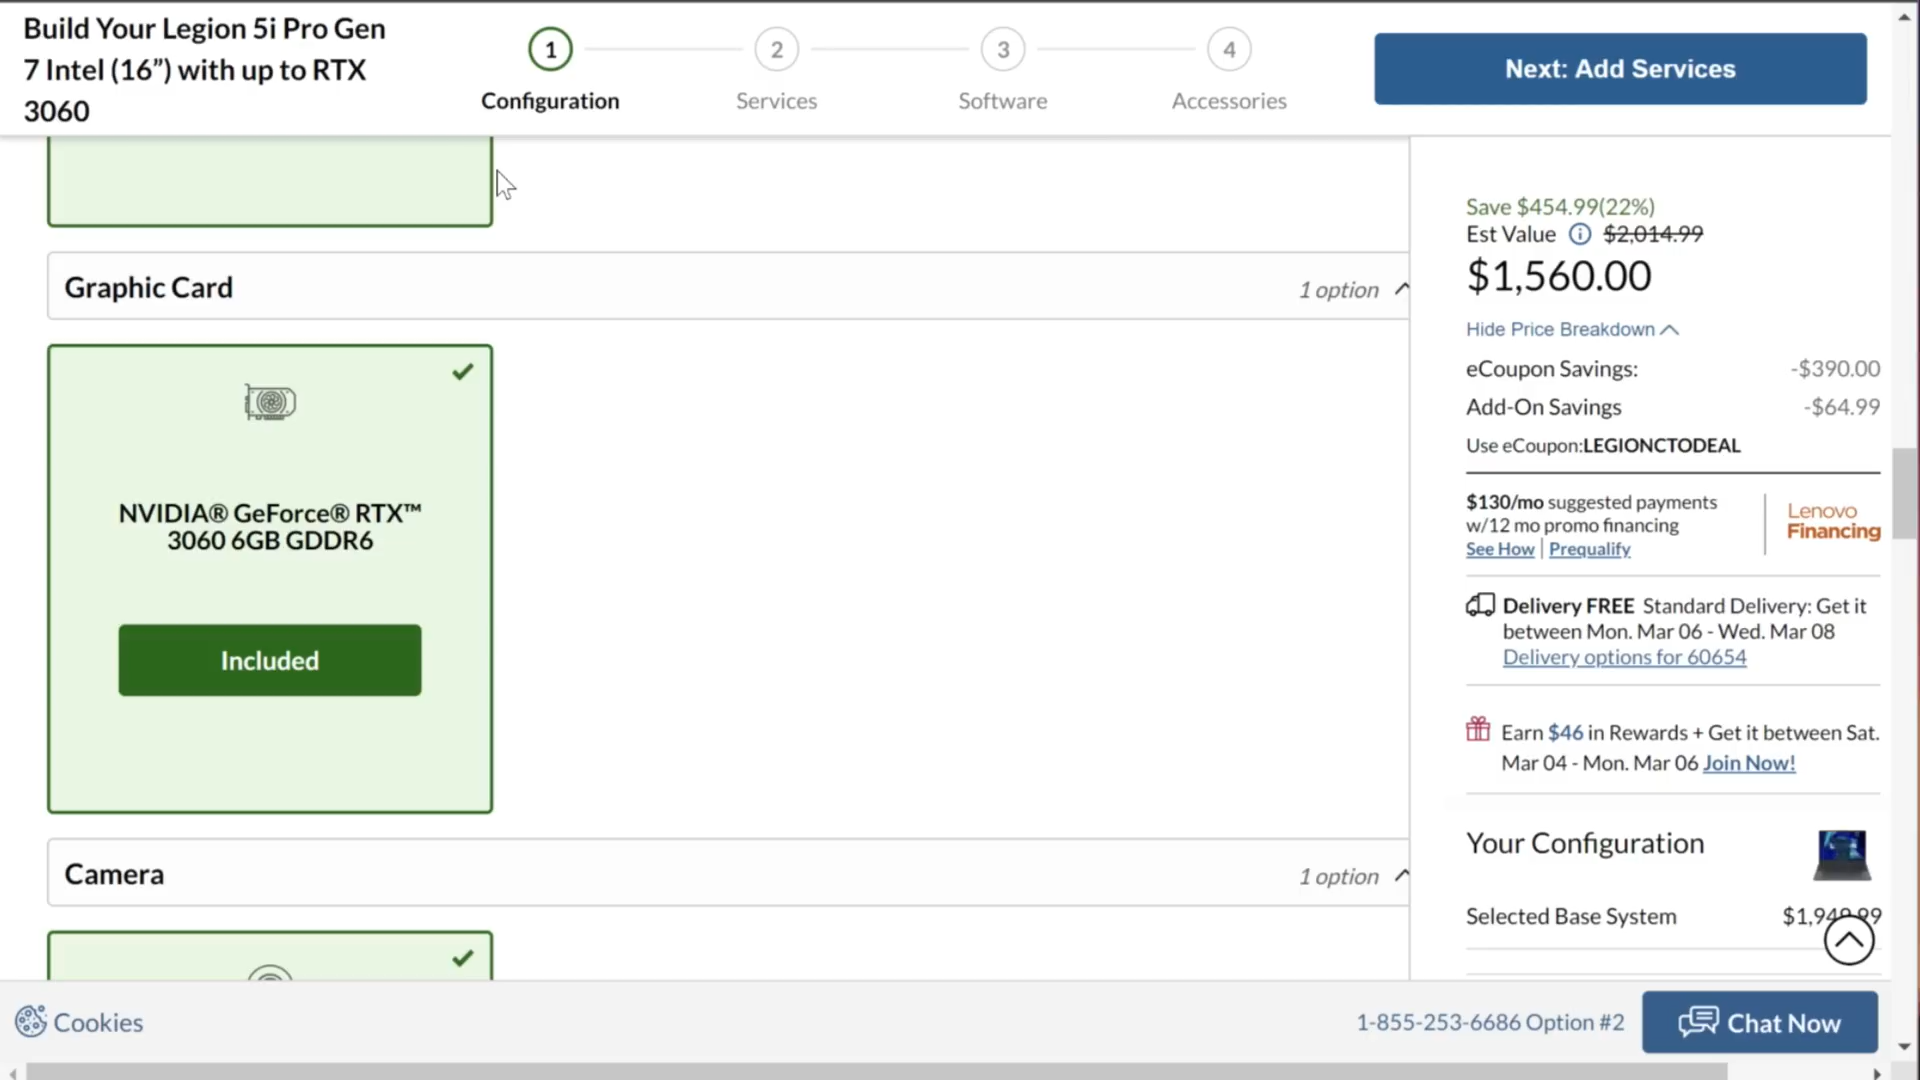 Build Your Legion 5i Pro Gen
7 Intel (16”) with up to RTX
3060
1
Configuration
2
Services
3
Software
4
Accessories
Next: Add Services
Graphic Card
1 option
NVIDIA® GeForce® RTX™
3060 6GB GDDR6
Included
Camera
1 option
Save $454.99(22%)
Est Value $2,014.99
$1,560.00
Hide Price Breakdown
eCoupon Savings: -$390.00
Add-On Savings -$64.99
Use eCoupon:LEGIONCTODEAL
$130/mo suggested payments
w/12 mo promo financing
See How | Prequalify
Lenovo
Financing
Delivery FREE Standard Delivery: Get it
between Mon. Mar 06 - Wed. Mar 08
Delivery options for 60654
Earn $46 in Rewards + Get it between Sat.
Mar 04 - Mon. Mar 06 Join Now!
Your Configuration
Selected Base System $1,949.99
Cookies
1-855-253-6686 Option #2
Chat Now